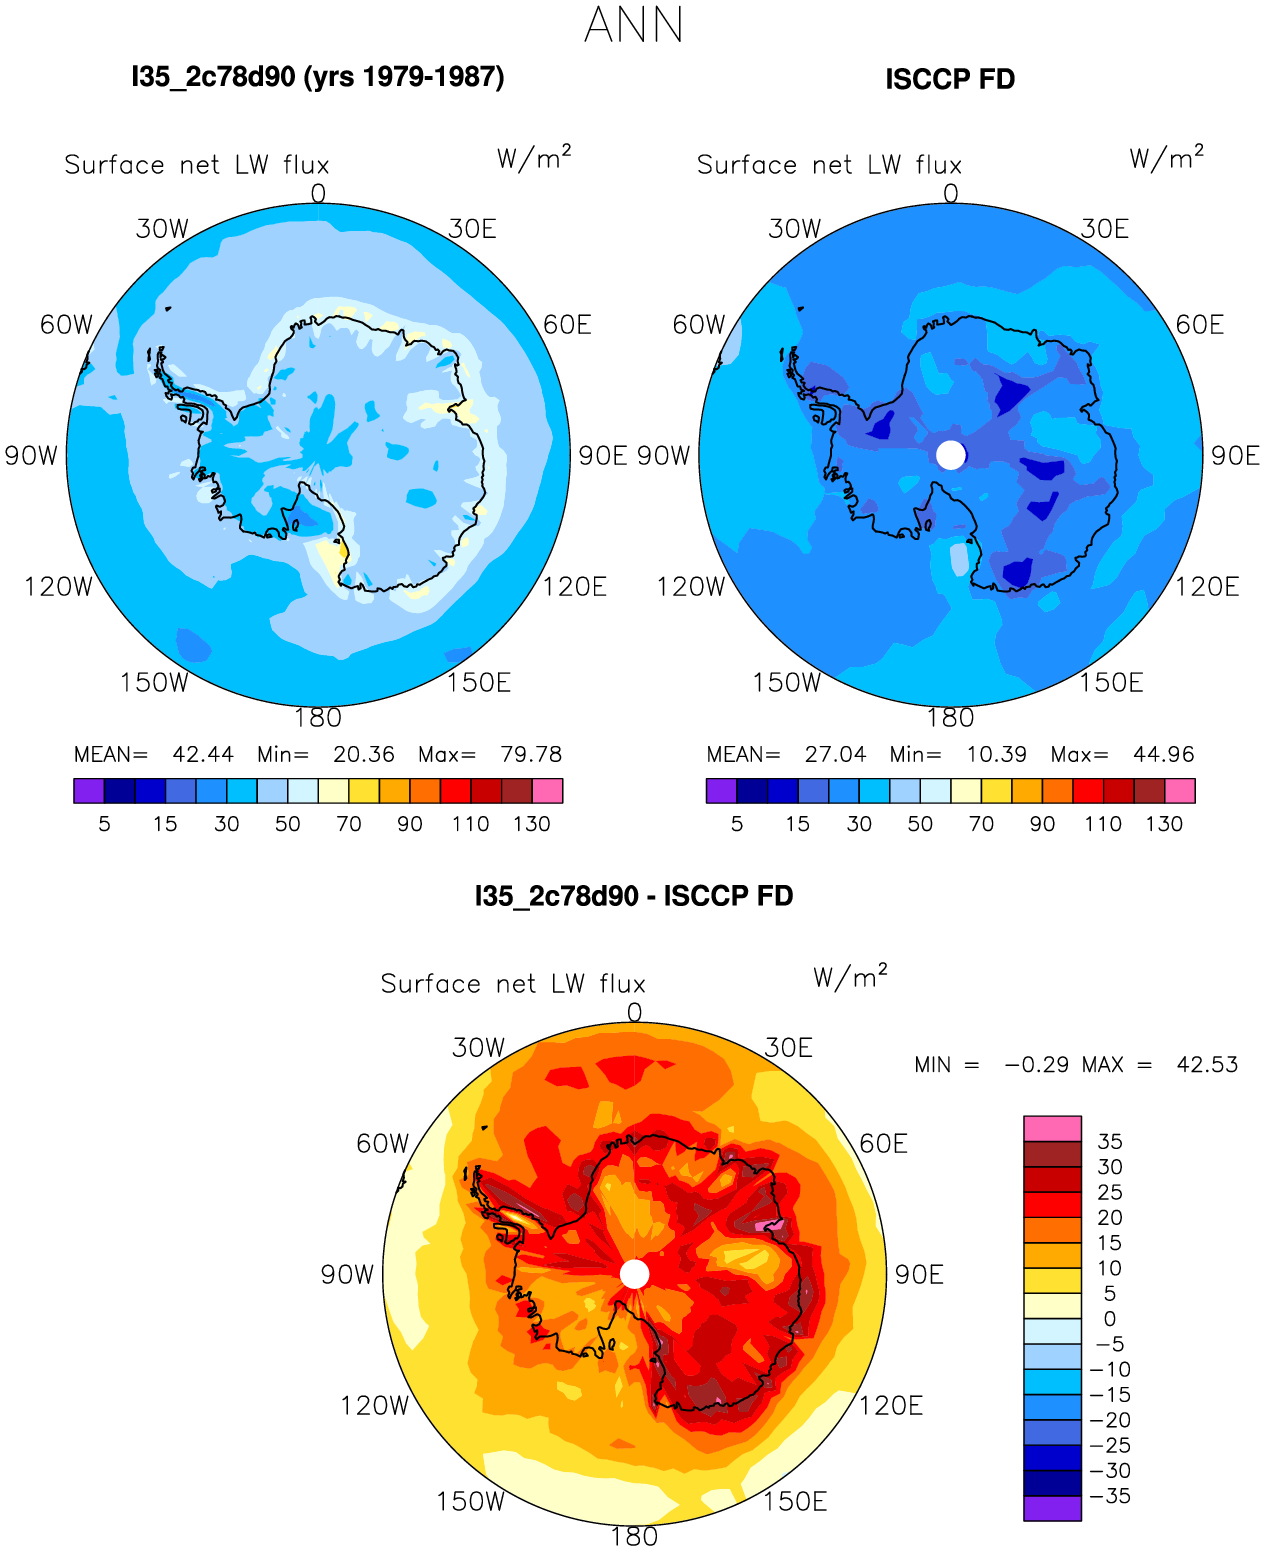 ANN
I35_2c78d90 (yrs 1979-1987)
ISCCP FD
Surface net LW flux W/m²
Surface net LW flux W/m²
0
30W 30E
60W 60E
90W 90E
120W 120E
150W 150E
180
0
30W 30E
60W 60E
90W 90E
120W 120E
150W 150E
180
MEAN= 42.44 Min= 20.36 Max= 79.78
5 15 30 50 70 90 110 130
MEAN= 27.04 Min= 10.39 Max= 44.96
5 15 30 50 70 90 110 130
I35_2c78d90 - ISCCP FD
Surface net LW flux W/m²
0
30W 30E
60W 60E
90W 90E
120W 120E
150W 150E
180
MIN = −0.29 MAX = 42.53
35
30
25
20
15
10
5
0
−5
−10
−15
−20
−25
−30
−35